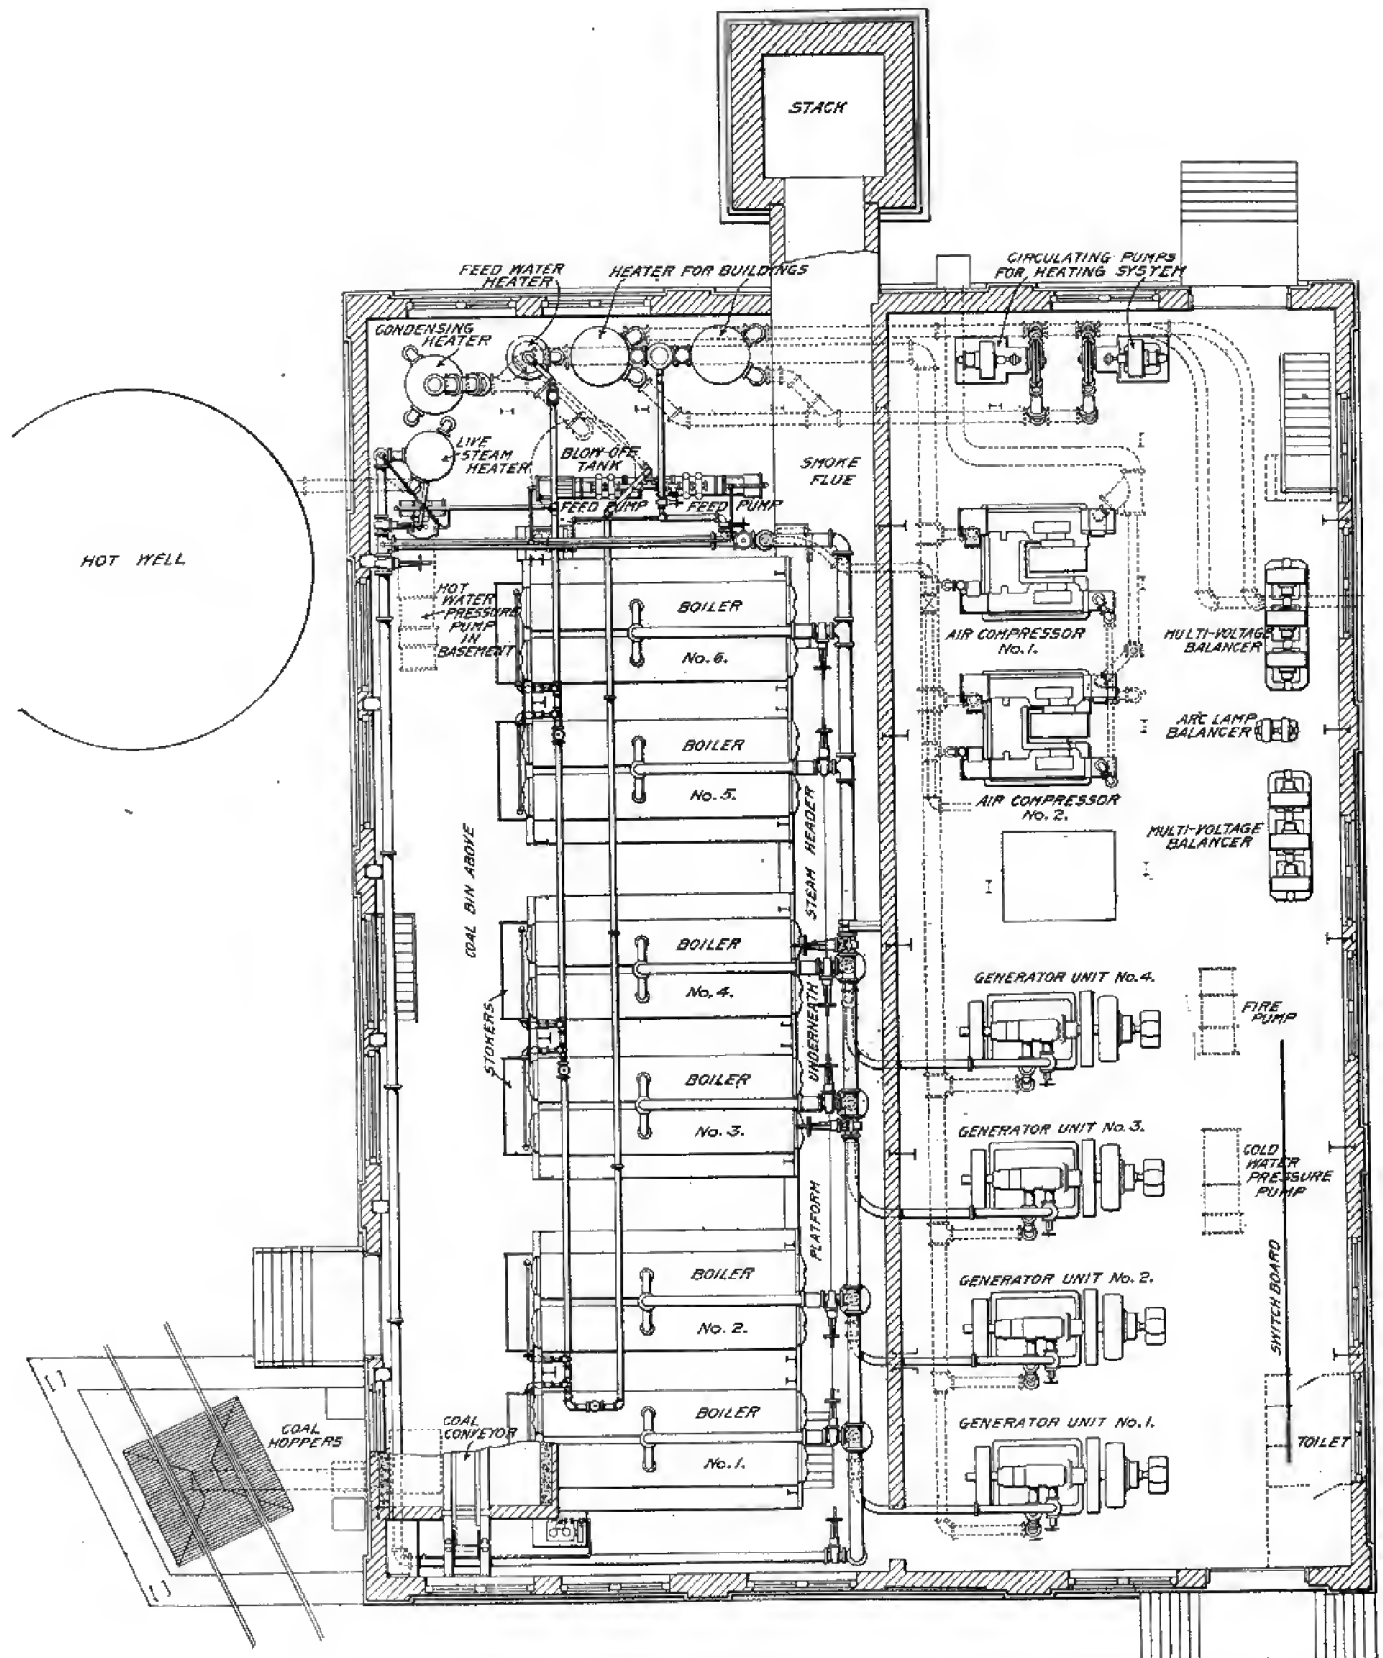 STACK
FEED WATER
HEATER
HEATER FOR BUILDINGS
CIRCULATING PUMPS
FOR HEATING SYSTEM
CONDENSING
HEATER
LIVE
STEAM
HEATER
BLOW-OFF
TANK
FEED PUMP
FEED PUMP
SMOKE
FLUE
HOT WELL
HOT
WATER
PRESSURE
PUMP
IN
BASEMENT
BOILER
No. 6.
AIR COMPRESSOR
No. 1.
MULTI-VOLTAGE
BALANCER
BOILER
No. 5.
ARC LAMP
BALANCER
AIR COMPRESSOR
No. 2.
MULTI-VOLTAGE
BALANCER
COAL BIN ABOVE
PLATFORM UNDERNEATH STEAM HEADER
BOILER
No. 4.
STOKERS
GENERATOR UNIT No. 4.
FIRE
PUMP
BOILER
No. 3.
GENERATOR UNIT No. 3.
COLD
WATER
PRESSURE
PUMP
BOILER
No. 2.
GENERATOR UNIT No. 2.
SWITCH BOARD
COAL
HOPPERS
COAL
CONVEYOR
BOILER
No. 1.
GENERATOR UNIT No. 1.
TOILET